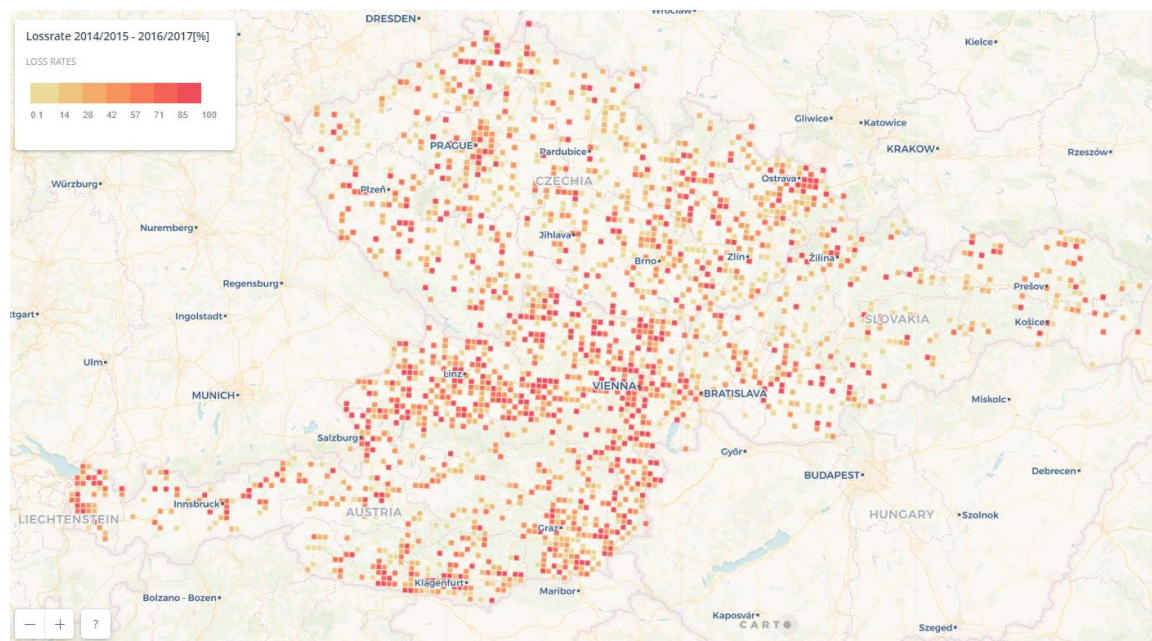 Lossrate 2014/2015 - 2016/2017[%]
LOSS RATES
0.1 14 28 42 57 71 85 100
DRESDEN
Wrocław
Kielce
Gliwice
Katowice
KRAKOW
Rzeszów
PRAGUE
Pardubice
CZECHIA
Ostrava
Würzburg
Plzeň
Nuremberg
Jihlava
Brno
Zlín
Žilina
Regensburg
Prešov
Ingolstadt
SLOVAKIA
Košice
ttgart
Ulm
Linz
VIENNA
BRATISLAVA
MUNICH
Miskolc
Salzburg
Győr
BUDAPEST
Debrecen
Innsbruck
LIECHTENSTEIN
AUSTRIA
HUNGARY
Szolnok
Graz
Klagenfurt
Maribor
Bolzano - Bozen
Kaposvár
CARTO
Szeged
− + ?